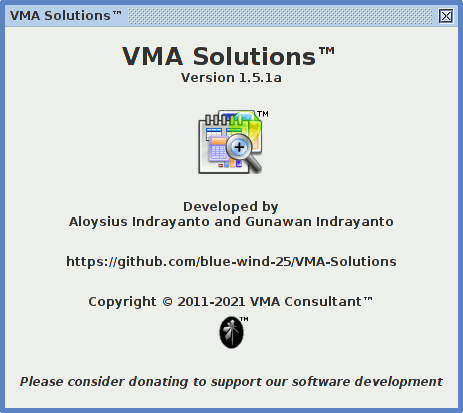 VMA Solutions™
VMA Solutions™
Version 1.5.1a
™
Developed by
Aloysius Indrayanto and Gunawan Indrayanto
https://github.com/blue-wind-25/VMA-Solutions
Copyright © 2011-2021 VMA Consultant™
™
Please consider donating to support our software development